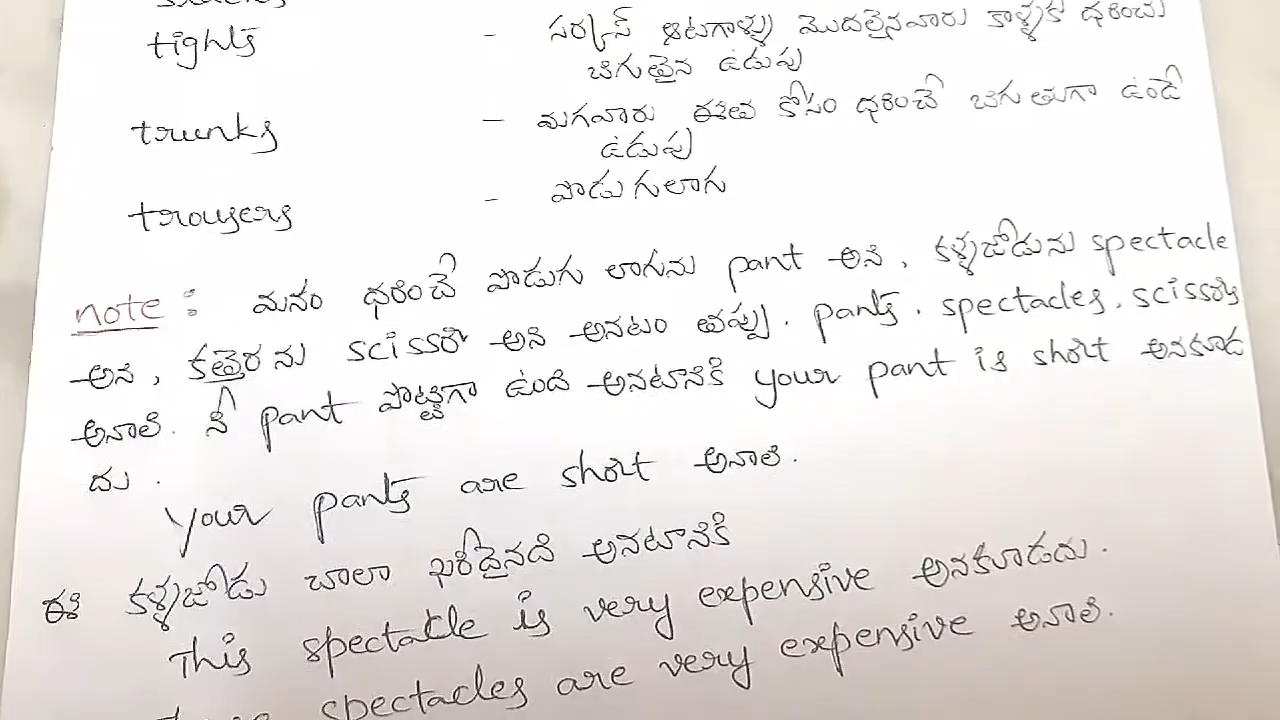 tights - సర్కస్ ఆటగాళ్ళు మొదలైనవారు కాళ్ళకి ధరించు
బిగుతైన ఉడుపు
trunks - మగవారు ఈత కోసం ధరించే బిగుతుగా ఉండే
ఉడుపు
trousers - పొడుగులాగు
note : మనం ధరించే పొడుగు లాగును pant అని, కళ్ళజోడును spectacle
అని, కత్తెరను scissor అని అనటం తప్పు. pants, spectacles, scissors
అనాలి. నీ pant పొట్టిగా ఉంది అనటానికి your pant is short అనకూడ
దు.
Your pants are short అనాలి.
ఈ కళ్ళజోడు చాలా ఖరీదైనది అనటానికి
This spectacle is very expensive అనకూడదు.
spectacles are very expensive అనాలి.